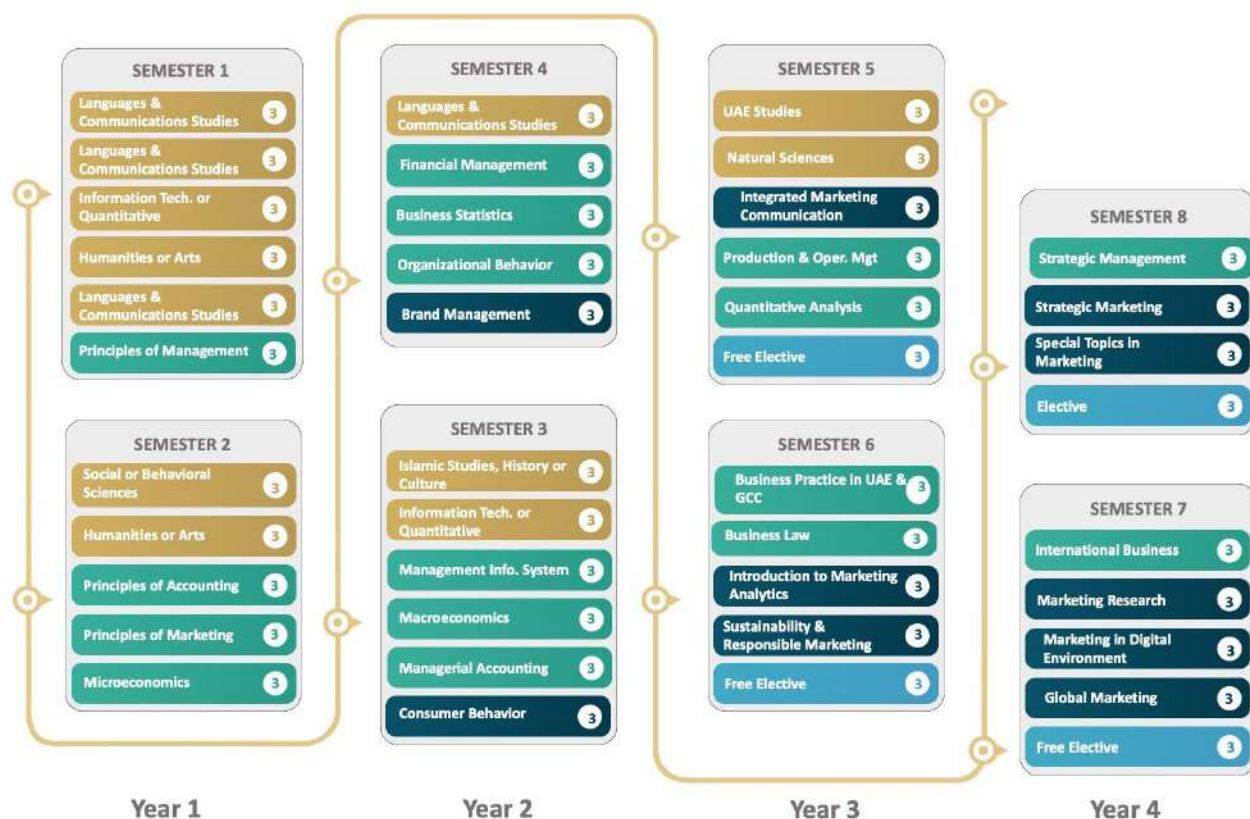 SEMESTER 1
Languages &
Communications Studies
3
Languages &
Communications Studies
3
Information Tech. or
Quantitative
3
Humanities or Arts
3
Languages &
Communications Studies
3
Principles of Management
3
SEMESTER 2
Social or Behavioral
Sciences
3
Humanities or Arts
3
Principles of Accounting
3
Principles of Marketing
3
Microeconomics
3
Year 1
SEMESTER 4
Languages &
Communications Studies
3
Financial Management
3
Business Statistics
3
Organizational Behavior
3
Brand Management
3
SEMESTER 3
Islamic Studies, History or
Culture
3
Information Tech. or
Quantitative
3
Management Info. System
3
Macroeconomics
3
Managerial Accounting
3
Consumer Behavior
3
Year 2
SEMESTER 5
UAE Studies
3
Natural Sciences
3
Integrated Marketing
Communication
3
Production & Oper. Mgt
3
Quantitative Analysis
3
Free Elective
3
SEMESTER 6
Business Practice in UAE &
GCC
3
Business Law
3
Introduction to Marketing
Analytics
3
Sustainability &
Responsible Marketing
3
Free Elective
3
Year 3
SEMESTER 8
Strategic Management
3
Strategic Marketing
3
Special Topics in
Marketing
3
Elective
3
SEMESTER 7
International Business
3
Marketing Research
3
Marketing in Digital
Environment
3
Global Marketing
3
Free Elective
3
Year 4